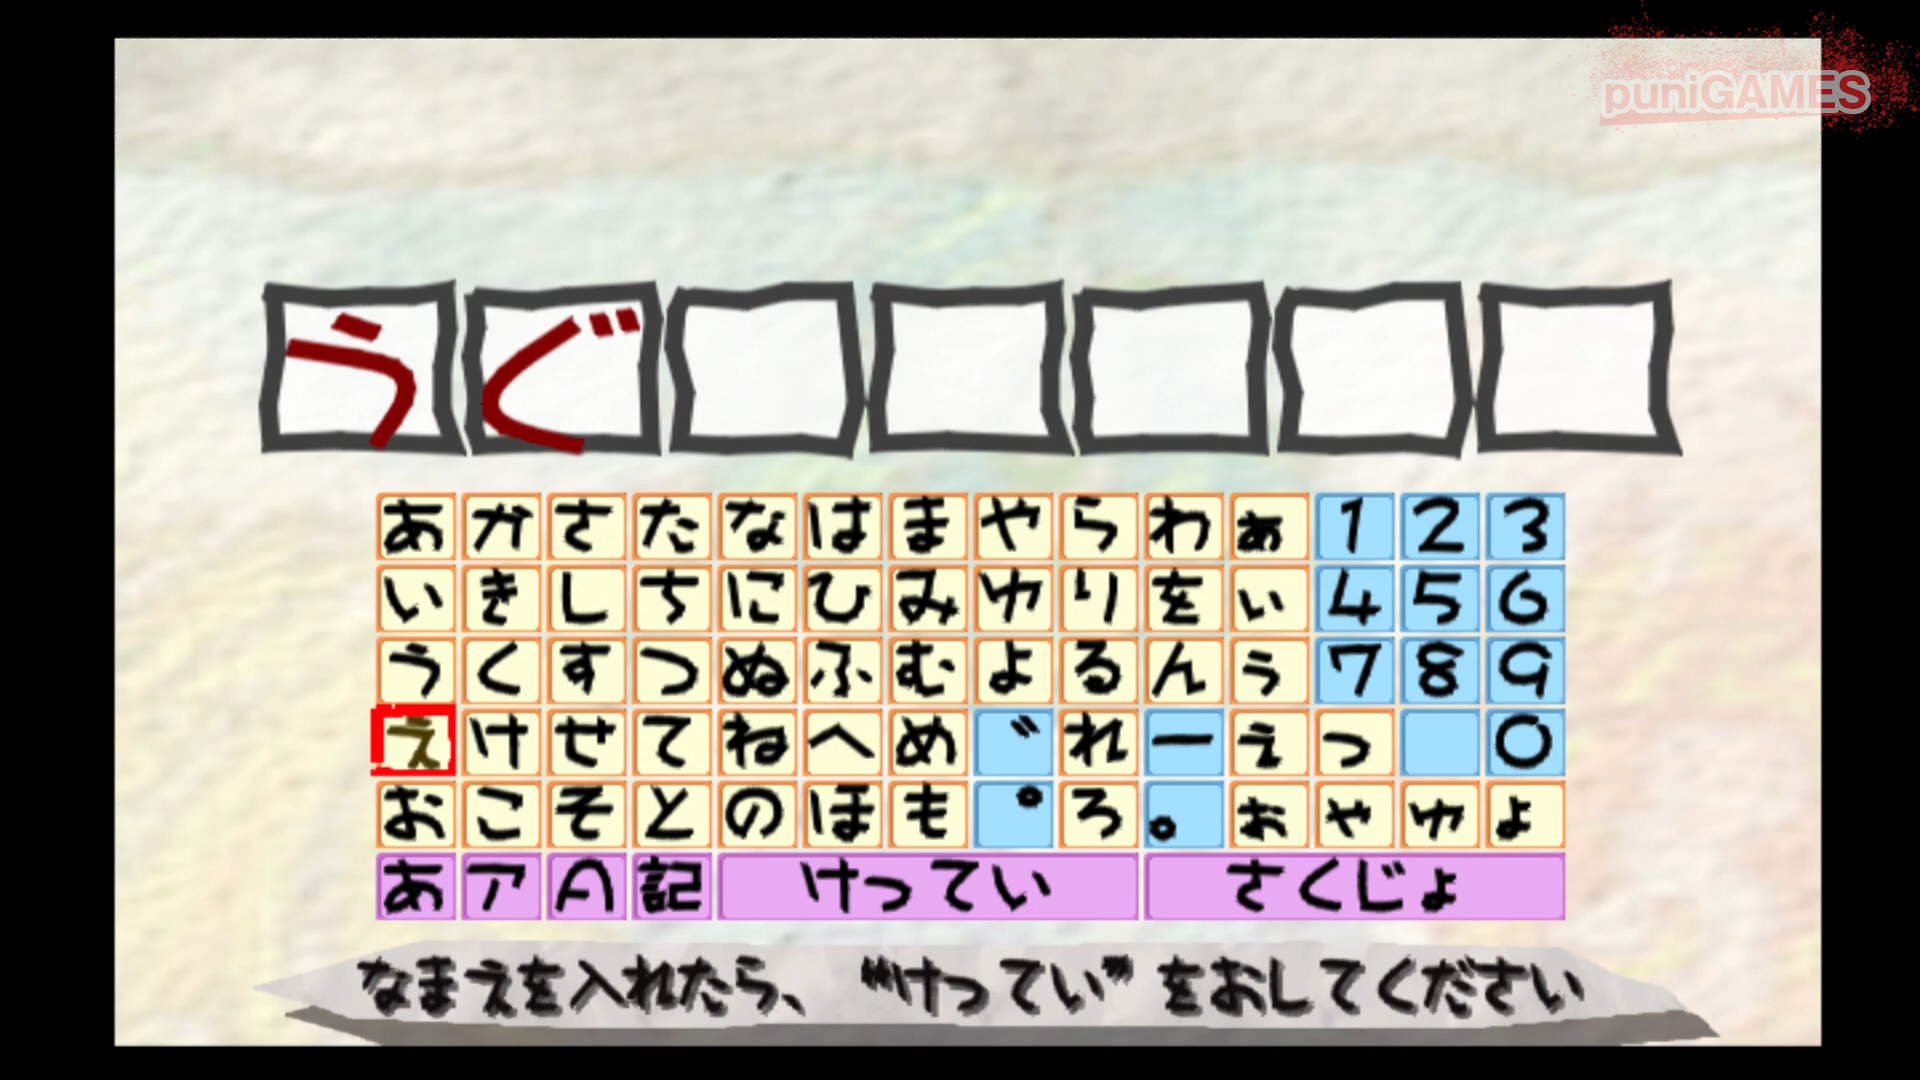 puniGAMES
うぐ
あかさたなはまやらわぁ123
いきしちにひみゆりをぃ456
うくすつぬふむよるんぅ789
えけせてねへめ゛れーぇっ 0
おこそとのほも゜ろ。ぉゃゅょ
あアA記けっていさくじょ
なまえを入れたら、“けってい”をおしてください